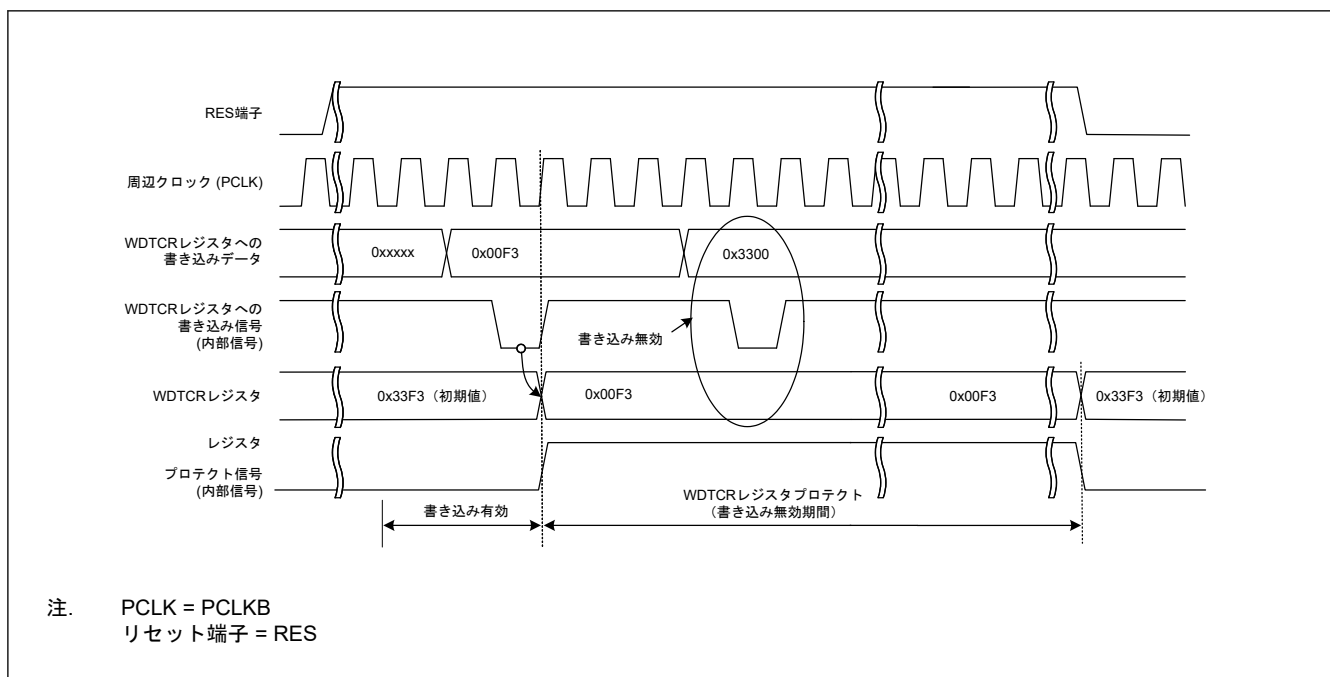 RES端子
周辺クロック (PCLK)
WDTCRレジスタへの
書き込みデータ
0xxxxx
0x00F3
0x3300
WDTCRレジスタへの
書き込み信号
(内部信号)
書き込み無効
WDTCRレジスタ
0x33F3（初期値）
0x00F3
0x00F3
0x33F3（初期値）
レジスタ
プロテクト信号
(内部信号)
書き込み有効
WDTCRレジスタプロテクト
（書き込み無効期間）
注. PCLK = PCLKB
リセット端子 = RES